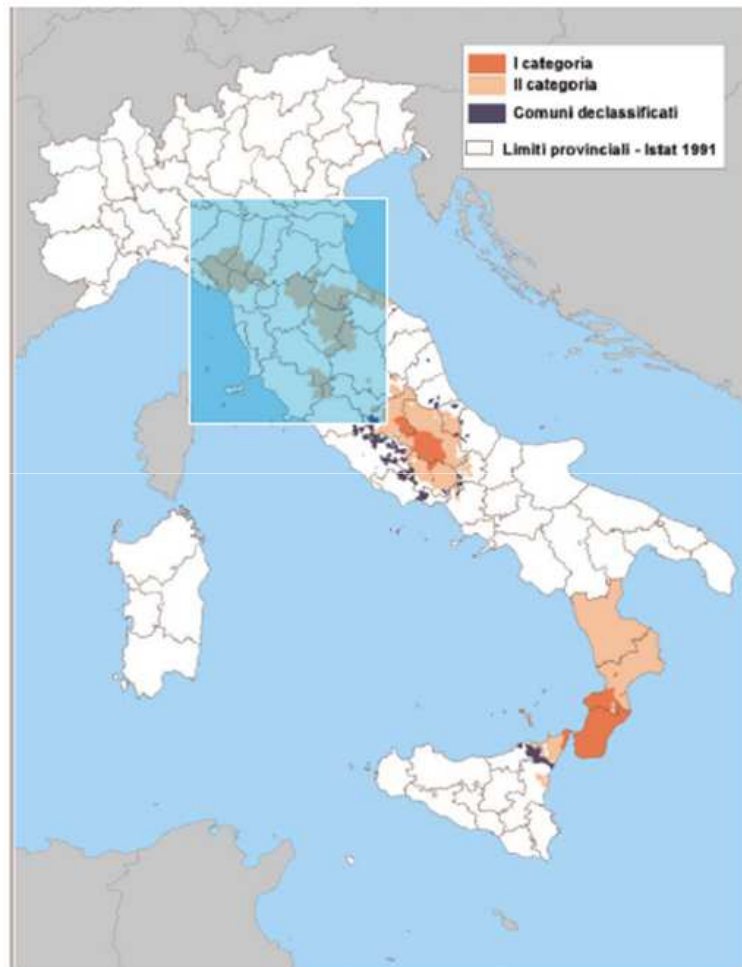 I categoria
II categoria
Comuni declassificati
Limiti provinciali - Istat 1991